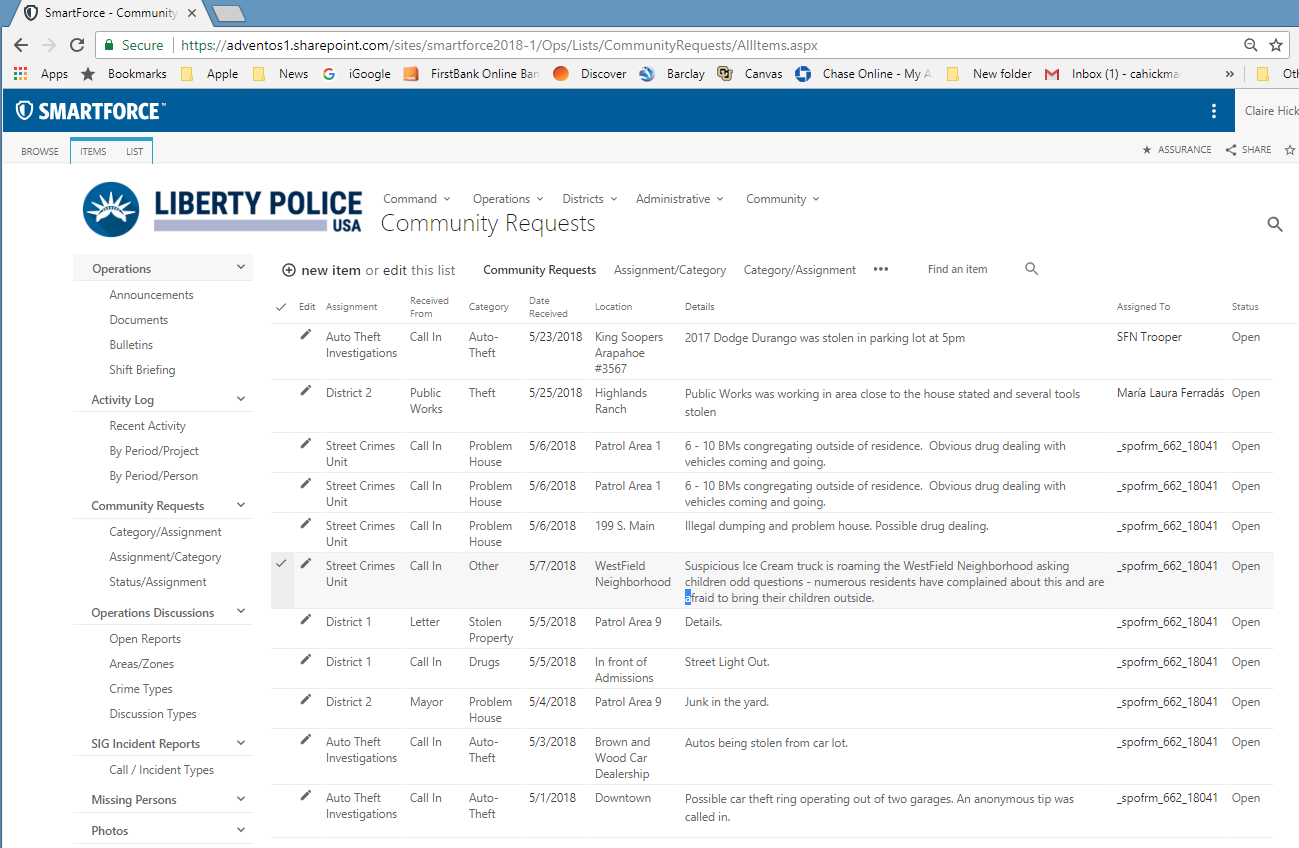 SmartForce - Community
Secure https://adventos1.sharepoint.com/sites/smartforce2018-1/Ops/Lists/CommunityRequests/AllItems.aspx
Apps Bookmarks Apple News iGoogle FirstBank Online Ban Discover Barclay Canvas Chase Online - My A New folder Inbox (1) - cahickma » Oth
SMARTFORCE™ Claire Hick
BROWSE ITEMS LIST ASSURANCE SHARE
LIBERTY POLICE
USA
Command Operations Districts Administrative Community
Community Requests
Operations
Announcements
Documents
Bulletins
Shift Briefing
Activity Log
Recent Activity
By Period/Project
By Period/Person
Community Requests
Category/Assignment
Assignment/Category
Status/Assignment
Operations Discussions
Open Reports
Areas/Zones
Crime Types
Discussion Types
SIG Incident Reports
Call / Incident Types
Missing Persons
Photos
new item or edit this list Community Requests Assignment/Category Category/Assignment ••• Find an item
Edit Assignment Received From Category Date Received Location Details Assigned To Status
Auto Theft Investigations Call In Auto-Theft 5/23/2018 King Soopers Arapahoe #3567 2017 Dodge Durango was stolen in parking lot at 5pm SFN Trooper Open
District 2 Public Works Theft 5/25/2018 Highlands Ranch Public Works was working in area close to the house stated and several tools stolen María Laura Ferradás Open
Street Crimes Unit Call In Problem House 5/6/2018 Patrol Area 1 6 - 10 BMs congregating outside of residence. Obvious drug dealing with vehicles coming and going. _spofrm_662_18041 Open
Street Crimes Unit Call In Problem House 5/6/2018 Patrol Area 1 6 - 10 BMs congregating outside of residence. Obvious drug dealing with vehicles coming and going. _spofrm_662_18041 Open
Street Crimes Unit Call In Problem House 5/6/2018 199 S. Main Illegal dumping and problem house. Possible drug dealing. _spofrm_662_18041 Open
Street Crimes Unit Call In Other 5/7/2018 WestField Neighborhood Suspicious Ice Cream truck is roaming the WestField Neighborhood asking children odd questions - numerous residents have complained about this and are afraid to bring their children outside. _spofrm_662_18041 Open
District 1 Letter Stolen Property 5/5/2018 Patrol Area 9 Details. _spofrm_662_18041 Open
District 1 Call In Drugs 5/5/2018 In front of Admissions Street Light Out. _spofrm_662_18041 Open
District 2 Mayor Problem House 5/4/2018 Patrol Area 9 Junk in the yard. _spofrm_662_18041 Open
Auto Theft Investigations Call In Auto-Theft 5/3/2018 Brown and Wood Car Dealership Autos being stolen from car lot. _spofrm_662_18041 Open
Auto Theft Investigations Call In Auto-Theft 5/1/2018 Downtown Possible car theft ring operating out of two garages. An anonymous tip was called in. _spofrm_662_18041 Open